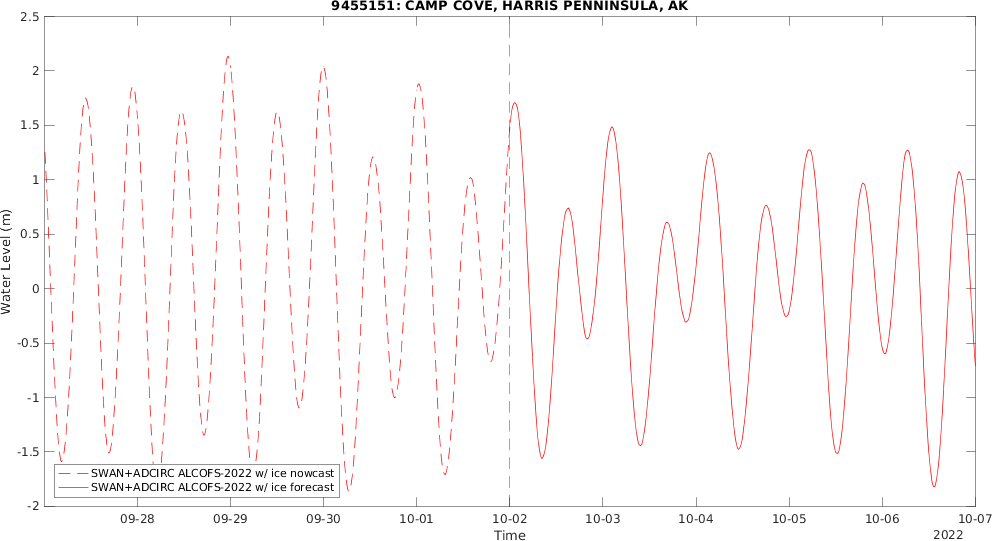 9455151: CAMP COVE, HARRIS PENNINSULA, AK
2.5
2
1.5
1
0.5
0
-0.5
-1
-1.5
-2
Water Level (m)
SWAN+ADCIRC ALCOFS-2022 w/ ice nowcast
SWAN+ADCIRC ALCOFS-2022 w/ ice forecast
09-28 09-29 09-30 10-01 10-02 10-03 10-04 10-05 10-06 10-07
Time
2022